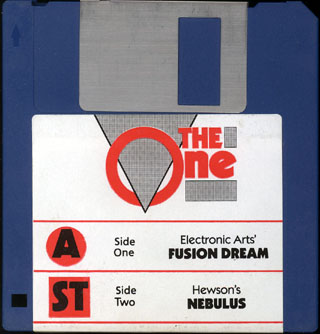 THE
One
A
Side
One
Electronic Arts'
FUSION DREAM
ST
Side
Two
Hewson's
NEBULUS